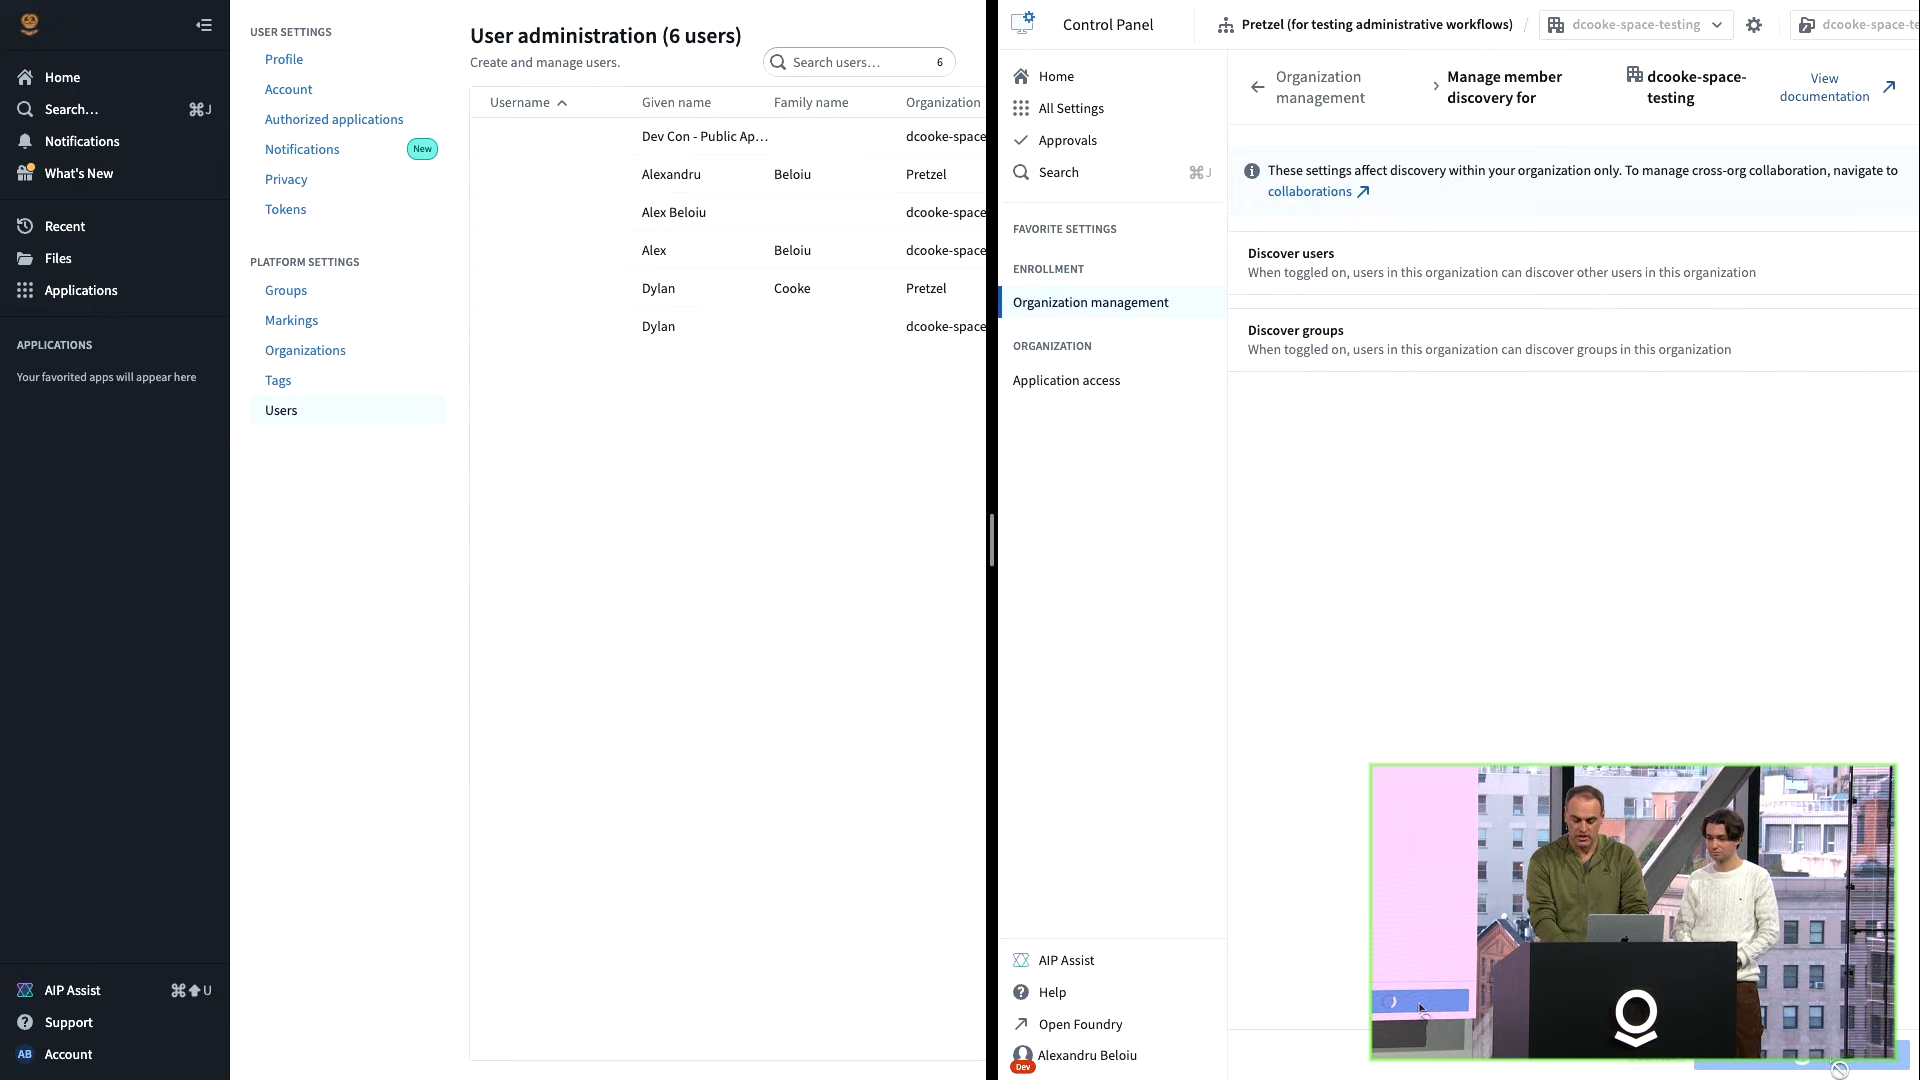 Home
Search…
⌘J
Notifications
What's New
Recent
Files
Applications
APPLICATIONS
Your favorited apps will appear here
AIP Assist
⌘⬆U
Support
AB
Account
USER SETTINGS
Profile
Account
Authorized applications
Notifications
New
Privacy
Tokens
PLATFORM SETTINGS
Groups
Markings
Organizations
Tags
Users
User administration (6 users)
Create and manage users.
Search users…
6
Username Given name Family name Organization
Dev Con - Public Ap… dcooke-space
Alexandru Beloiu Pretzel
Alex Beloiu dcooke-space
Alex Beloiu dcooke-space
Dylan Cooke Pretzel
Dylan dcooke-space
Control Panel
Pretzel (for testing administrative workflows) /
dcooke-space-testing
dcooke-space-te
Home
All Settings
Approvals
Search
⌘J
FAVORITE SETTINGS
ENROLLMENT
Organization management
ORGANIZATION
Application access
AIP Assist
Help
Open Foundry
Alexandru Beloiu
Dev
Organization
management
Manage member
discovery for
dcooke-space-
testing
View
documentation
These settings affect discovery within your organization only. To manage cross-org collaboration, navigate to
collaborations
Discover users
When toggled on, users in this organization can discover other users in this organization
Discover groups
When toggled on, users in this organization can discover groups in this organization